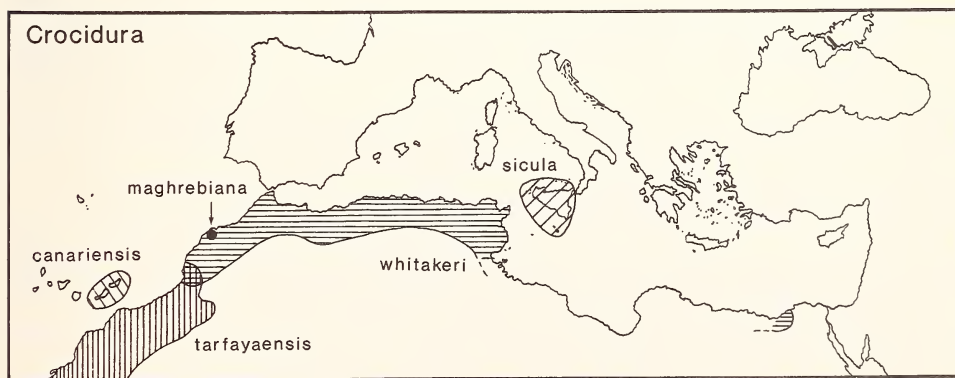 Crocidura
sicula
maghrebiana
canariensis
whitakeri
tarfayaensis